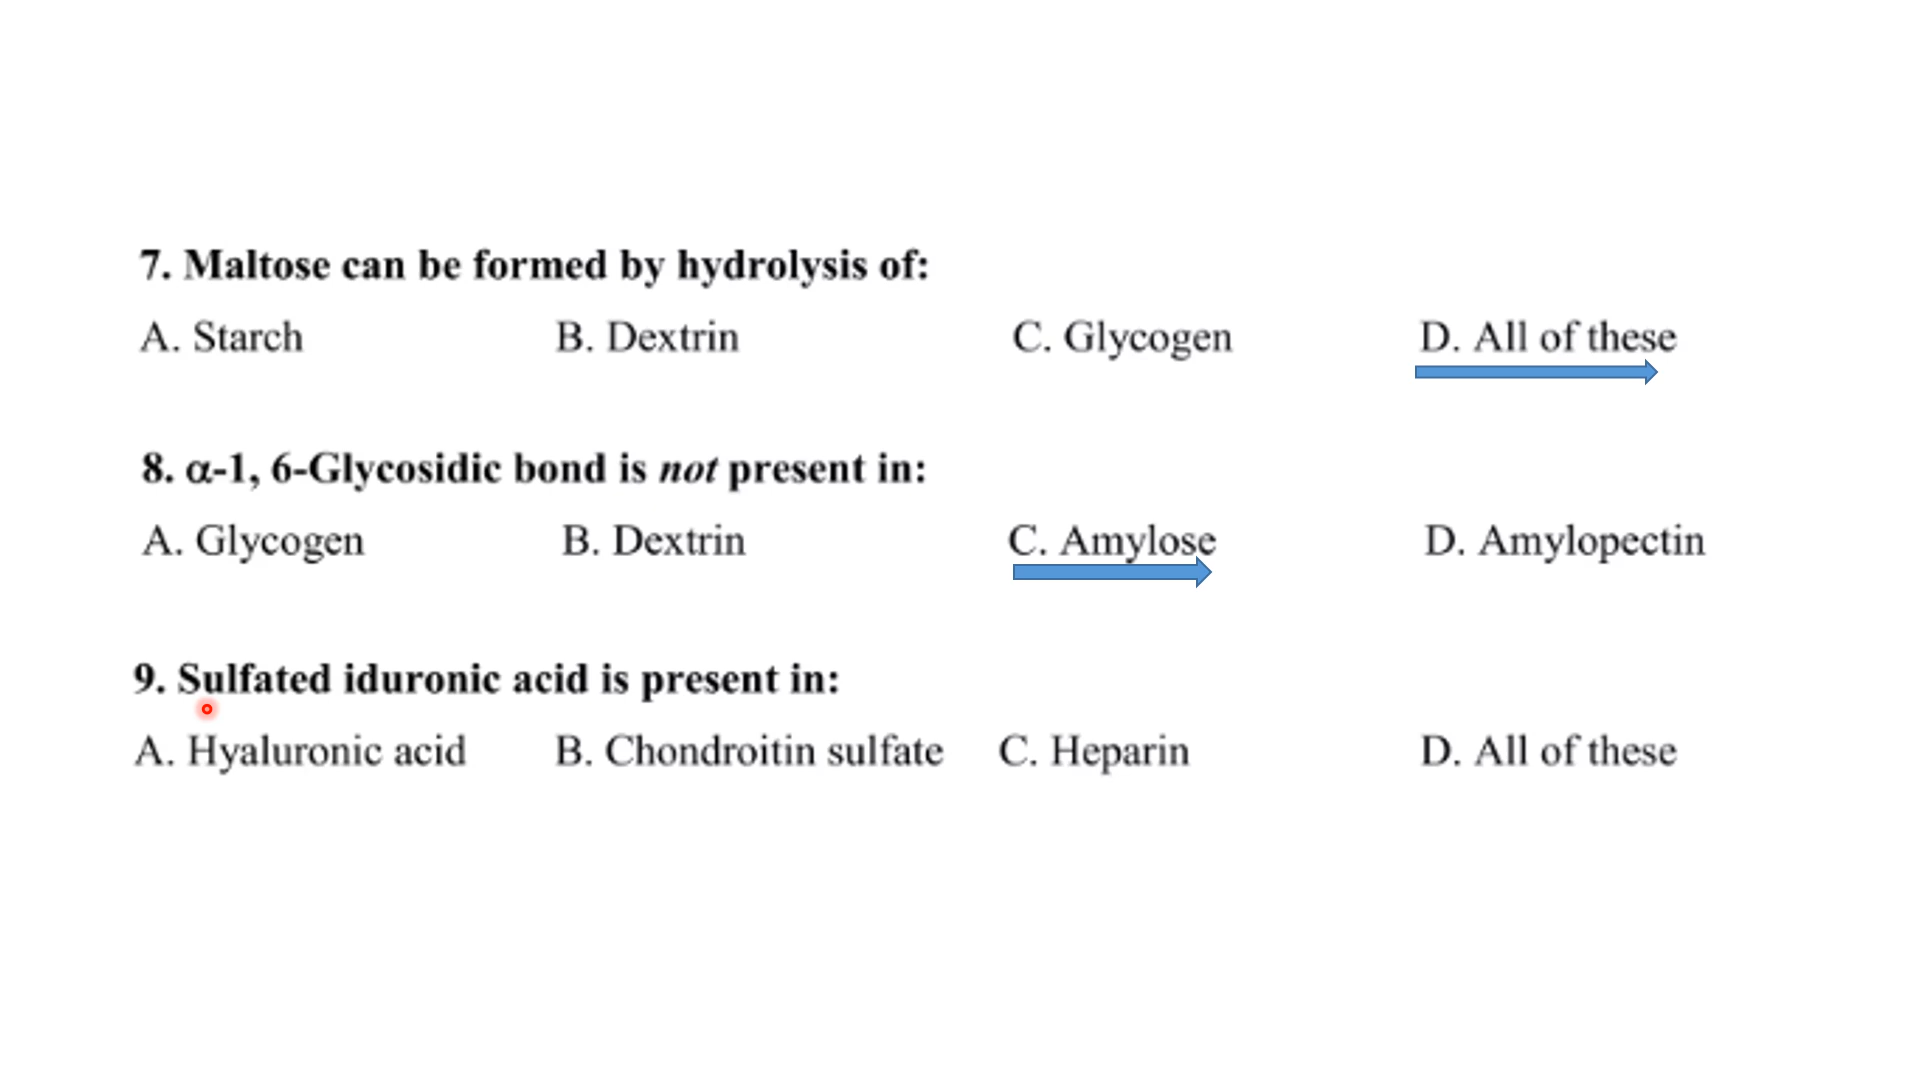 7. Maltose can be formed by hydrolysis of:
A. Starch B. Dextrin C. Glycogen D. All of these
8. α-1, 6-Glycosidic bond is not present in:
A. Glycogen B. Dextrin C. Amylose D. Amylopectin
9. Sulfated iduronic acid is present in:
A. Hyaluronic acid B. Chondroitin sulfate C. Heparin D. All of these